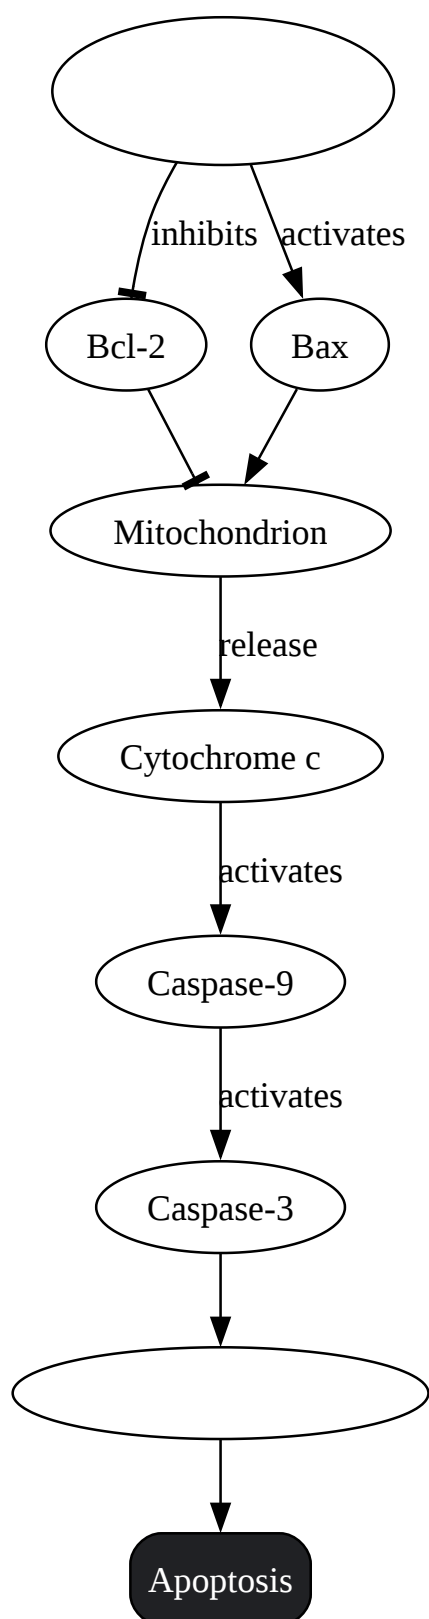 inhibits
activates
Bcl-2
Bax
Mitochondrion
release
Cytochrome c
activates
Caspase-9
activates
Caspase-3
Apoptosis